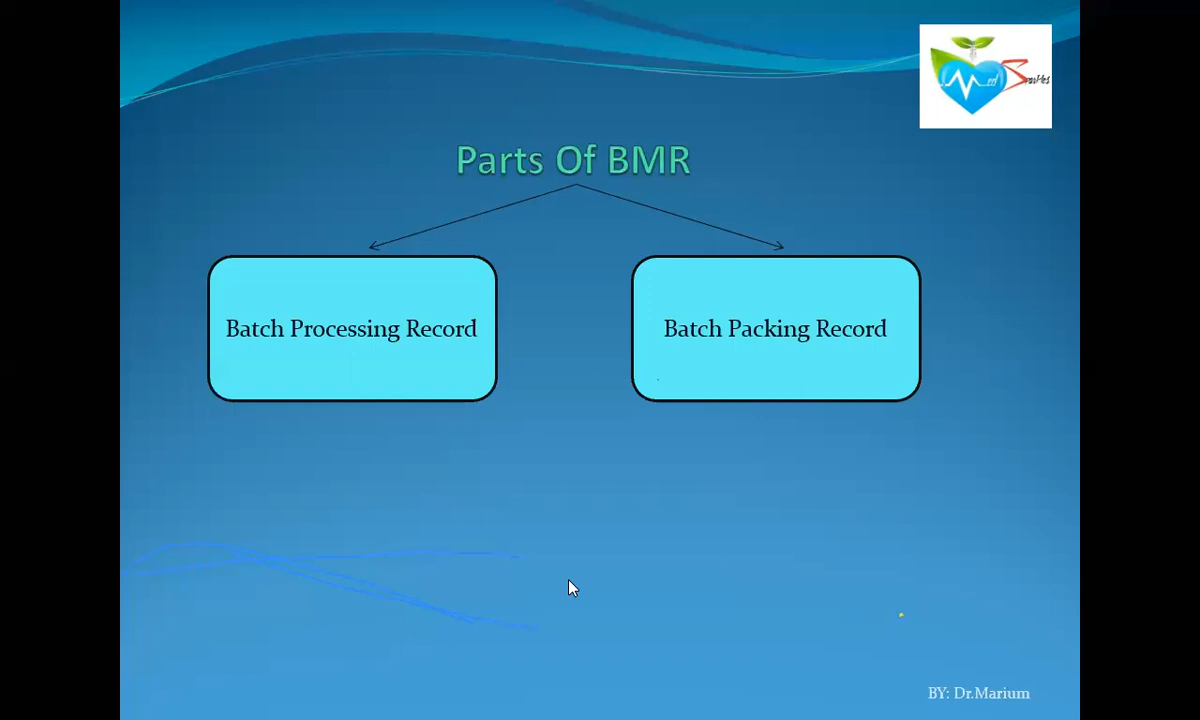 Parts Of BMR
Batch Processing Record
Batch Packing Record
BY: Dr.Marium